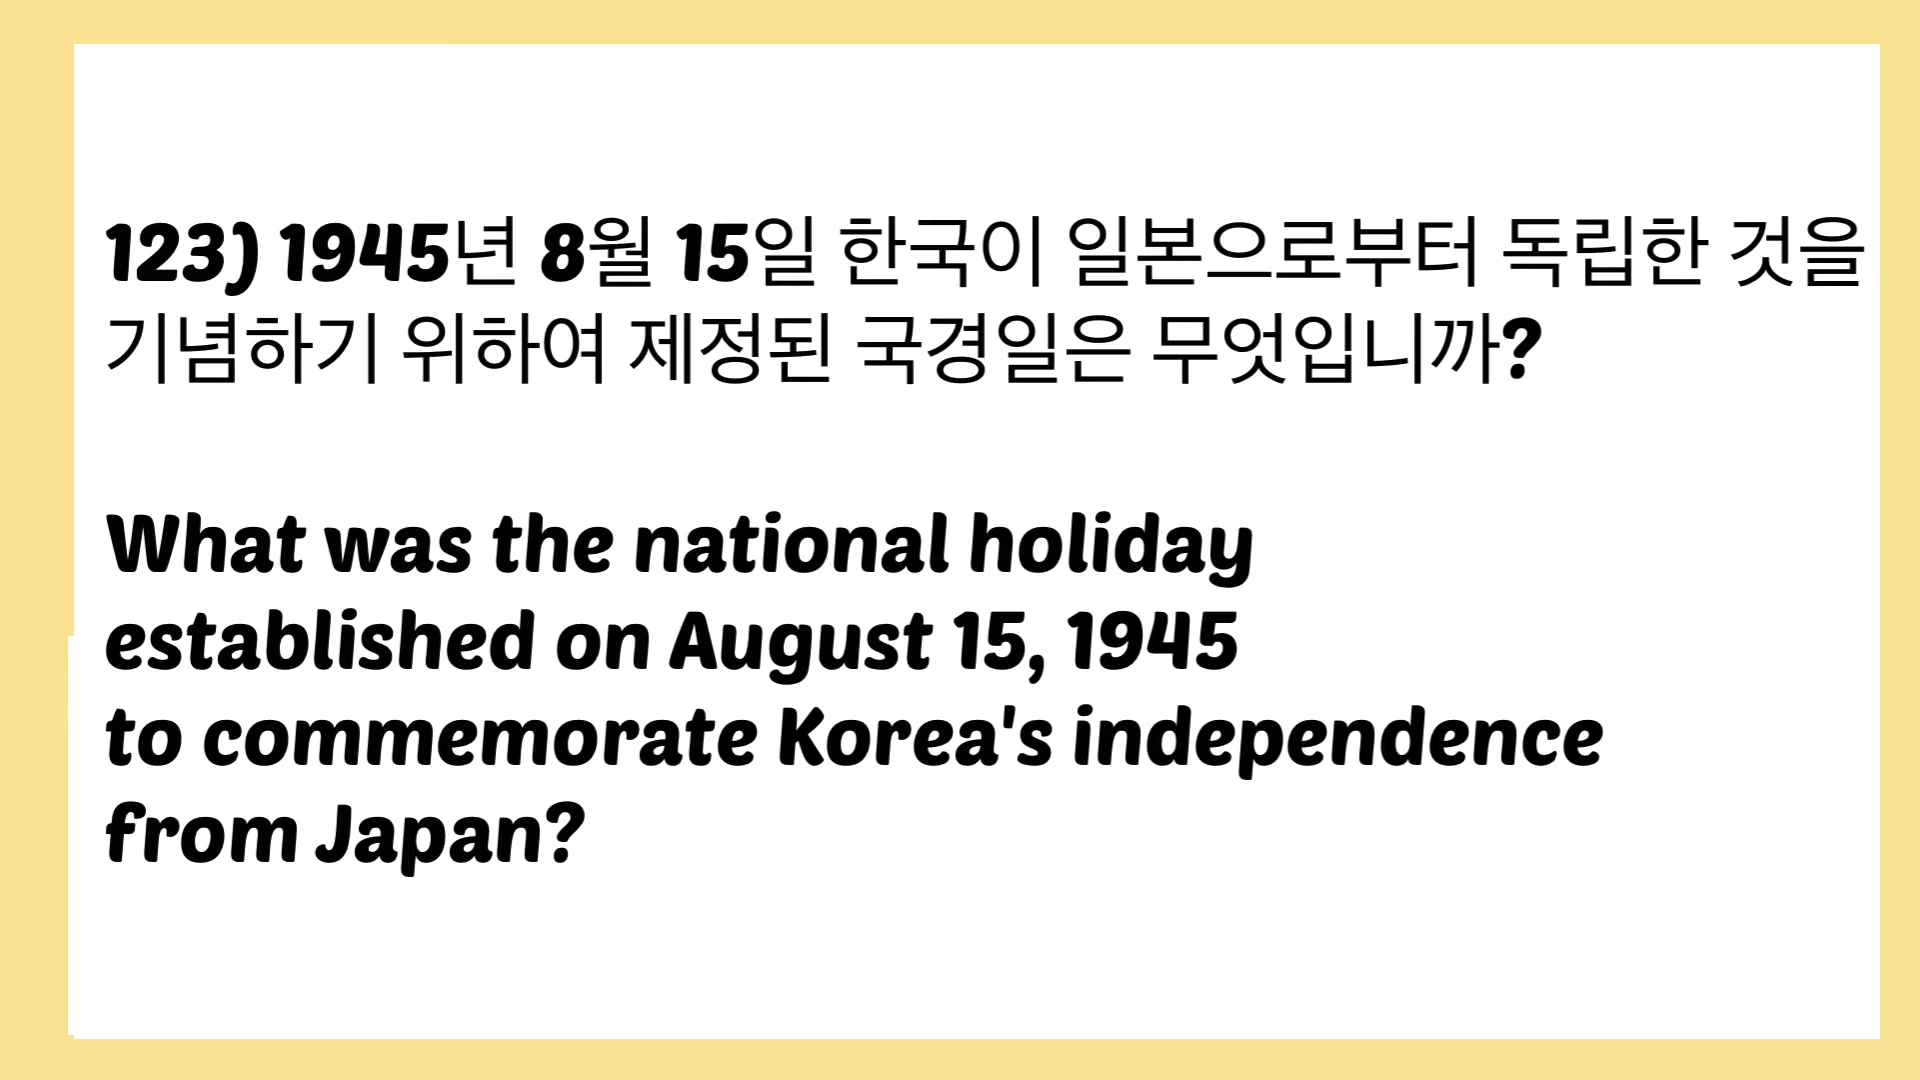 123) 1945년 8월 15일 한국이 일본으로부터 독립한 것을
기념하기 위하여 제정된 국경일은 무엇입니까?
What was the national holiday
established on August 15, 1945
to commemorate Korea's independence
from Japan?